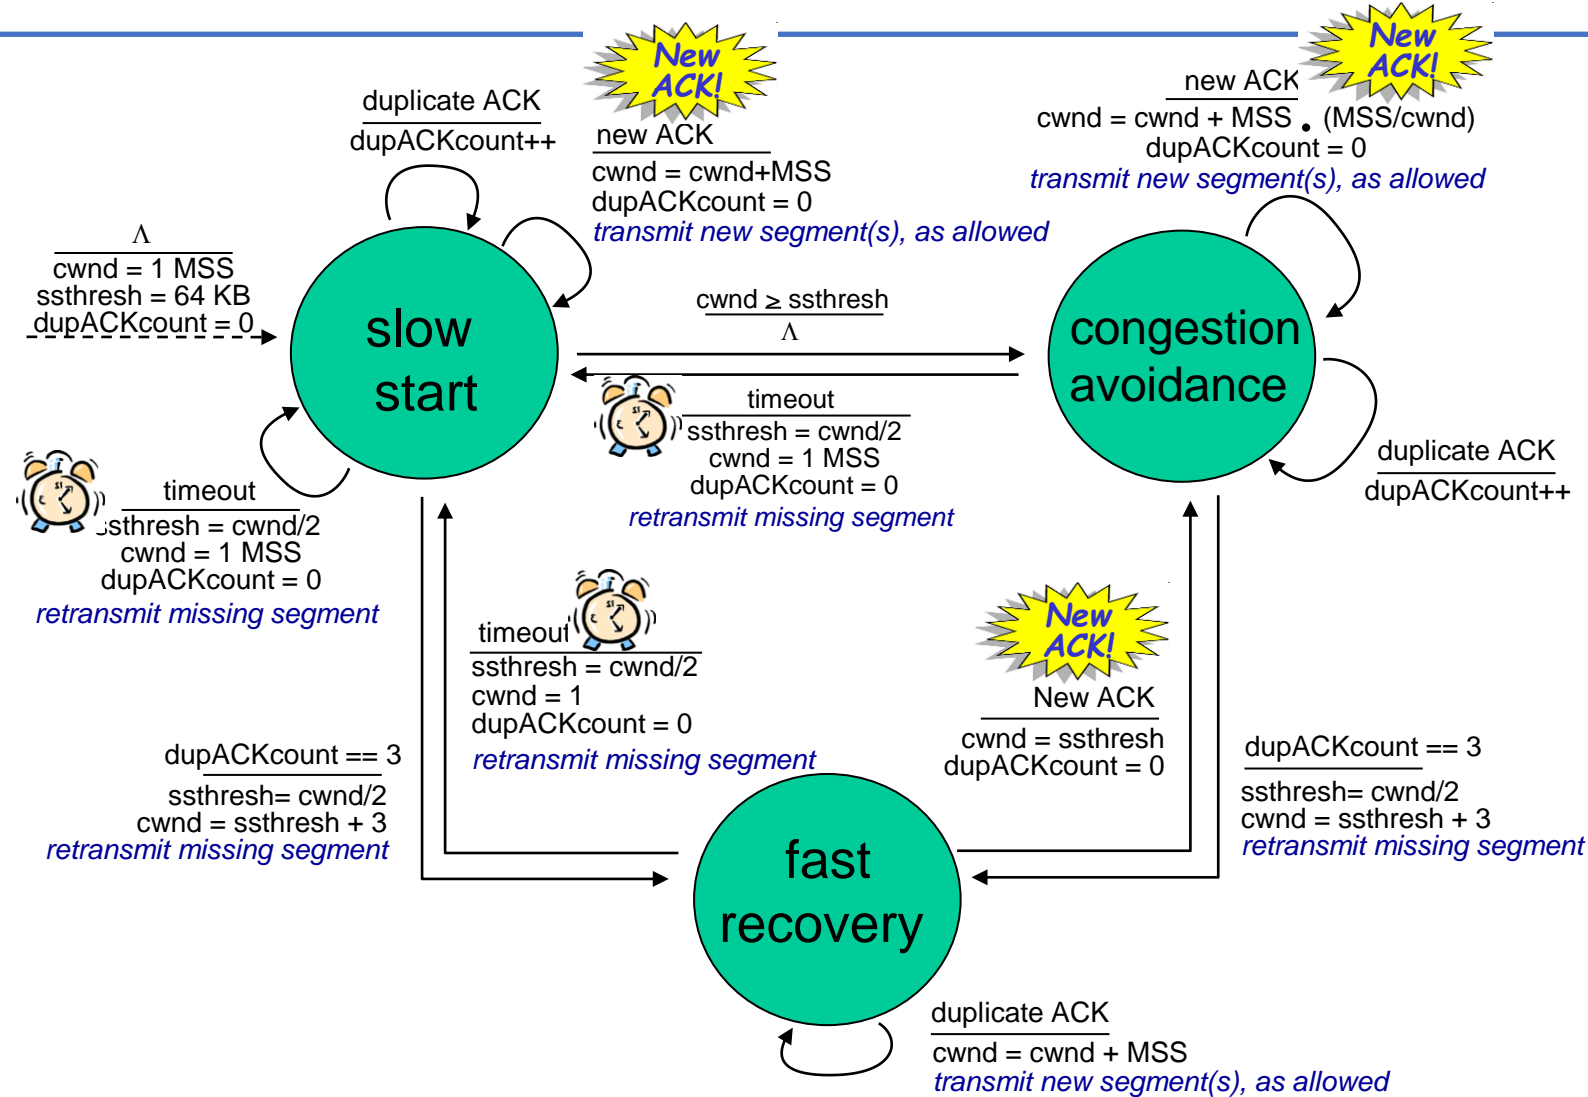 New
ACK!
duplicate ACK
dupACKcount++
new ACK
cwnd = cwnd+MSS
dupACKcount = 0
transmit new segment(s), as allowed
New
ACK!
new ACK
cwnd = cwnd + MSS • (MSS/cwnd)
dupACKcount = 0
transmit new segment(s), as allowed
Λ
cwnd = 1 MSS
ssthresh = 64 KB
dupACKcount = 0
slow
start
cwnd ≥ ssthresh
Λ
congestion
avoidance
timeout
ssthresh = cwnd/2
cwnd = 1 MSS
dupACKcount = 0
retransmit missing segment
duplicate ACK
dupACKcount++
timeout
ssthresh = cwnd/2
cwnd = 1 MSS
dupACKcount = 0
retransmit missing segment
timeout
ssthresh = cwnd/2
cwnd = 1
dupACKcount = 0
retransmit missing segment
New
ACK!
New ACK
cwnd = ssthresh
dupACKcount = 0
dupACKcount == 3
ssthresh= cwnd/2
cwnd = ssthresh + 3
retransmit missing segment
dupACKcount == 3
ssthresh= cwnd/2
cwnd = ssthresh + 3
retransmit missing segment
fast
recovery
duplicate ACK
cwnd = cwnd + MSS
transmit new segment(s), as allowed